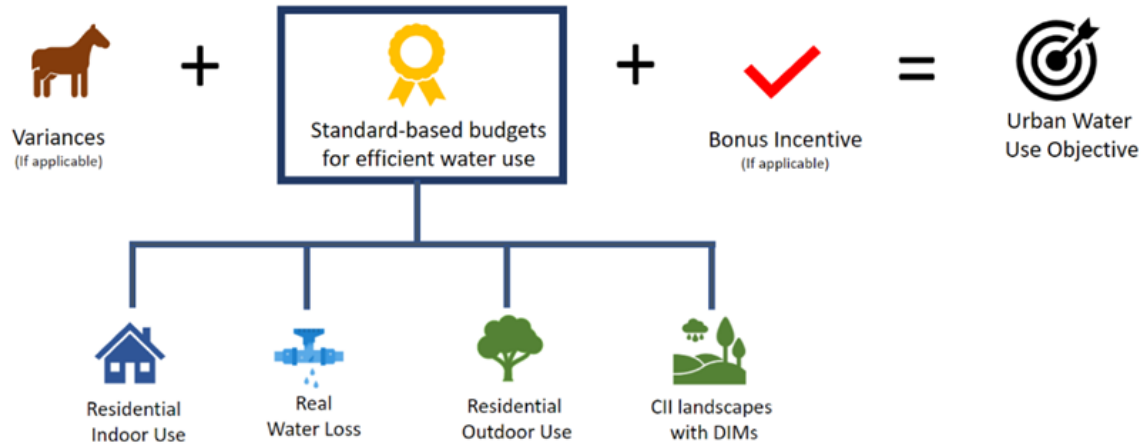 +
+
=
Variances
(If applicable)
Standard-based budgets
for efficient water use
Bonus Incentive
(If applicable)
Urban Water
Use Objective
Residential
Indoor Use
Real
Water Loss
Residential
Outdoor Use
CII landscapes
with DIMs